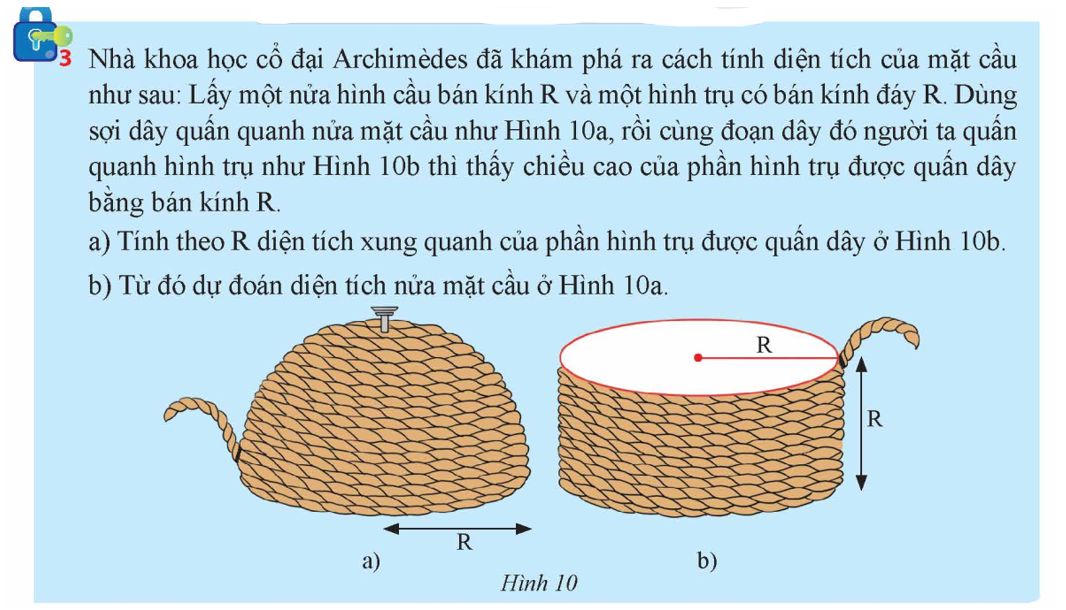 3 Nhà khoa học cổ đại Archimèdes đã khám phá ra cách tính diện tích của mặt cầu
như sau: Lấy một nửa hình cầu bán kính R và một hình trụ có bán kính đáy R. Dùng
sợi dây quấn quanh nửa mặt cầu như Hình 10a, rồi cùng đoạn dây đó người ta quấn
quanh hình trụ như Hình 10b thì thấy chiều cao của phần hình trụ được quấn dây
bằng bán kính R.
a) Tính theo R diện tích xung quanh của phần hình trụ được quấn dây ở Hình 10b.
b) Từ đó dự đoán diện tích nửa mặt cầu ở Hình 10a.
R
R
R
a)
b)
Hình 10